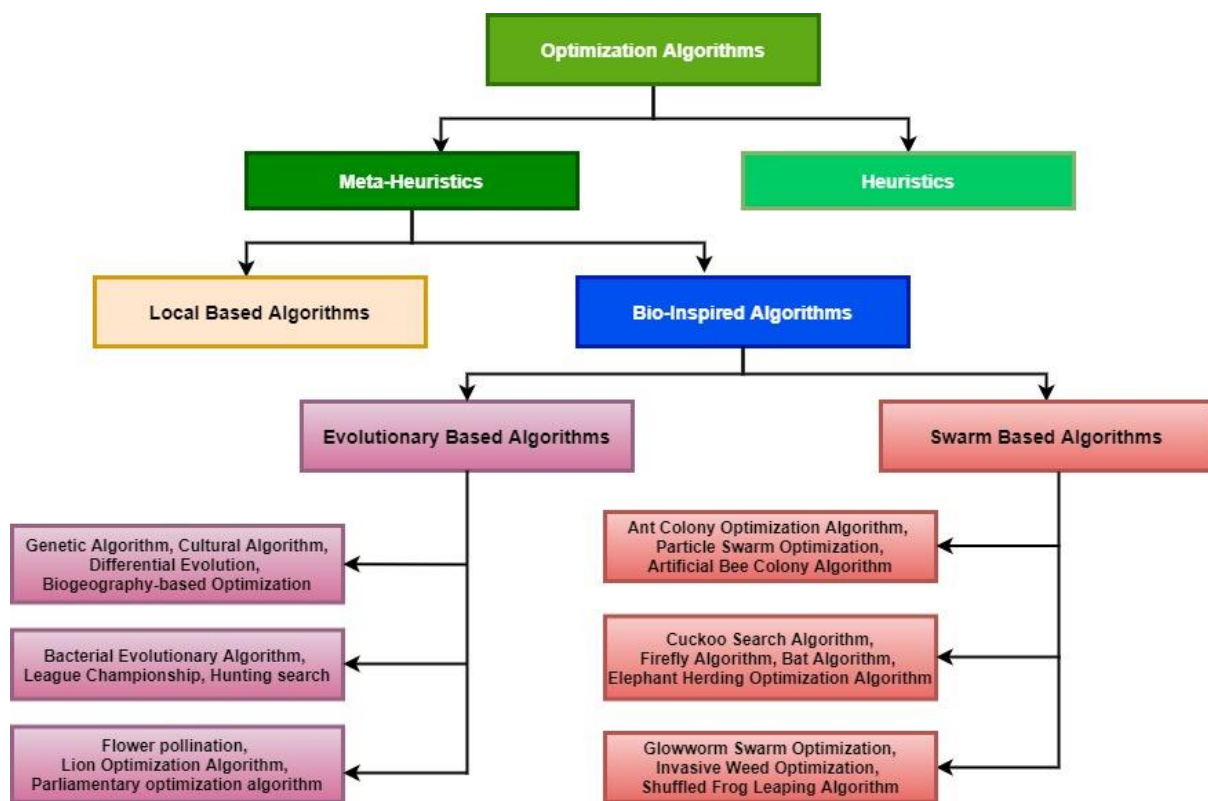 Optimization Algorithms
Meta-Heuristics
Heuristics
Local Based Algorithms
Bio-Inspired Algorithms
Evolutionary Based Algorithms
Swarm Based Algorithms
Genetic Algorithm, Cultural Algorithm,
Differential Evolution,
Biogeography-based Optimization
Bacterial Evolutionary Algorithm,
League Championship, Hunting search
Flower pollination,
Lion Optimization Algorithm,
Parliamentary optimization algorithm
Ant Colony Optimization Algorithm,
Particle Swarm Optimization,
Artificial Bee Colony Algorithm
Cuckoo Search Algorithm,
Firefly Algorithm, Bat Algorithm,
Elephant Herding Optimization Algorithm
Glowworm Swarm Optimization,
Invasive Weed Optimization,
Shuffled Frog Leaping Algorithm